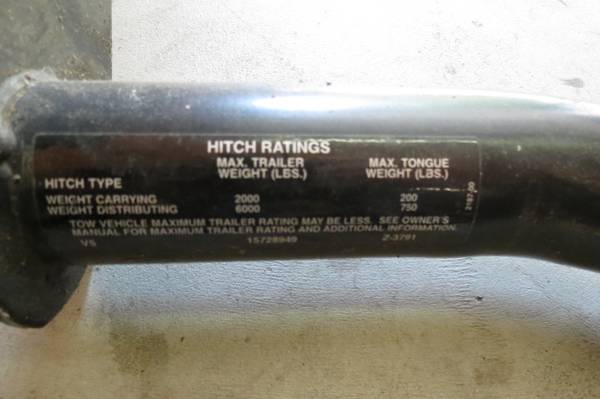 HITCH RATINGS
MAX. TRAILER MAX. TONGUE
HITCH TYPE WEIGHT (LBS.) WEIGHT (LBS.)
WEIGHT CARRYING 2000 200
WEIGHT DISTRIBUTING 6000 750
TOW VEHICLE MAXIMUM TRAILER RATING MAY BE LESS. SEE OWNER'S
MANUAL FOR MAXIMUM TRAILER RATING AND ADDITIONAL INFORMATION.
VS 15728949 Z-3791